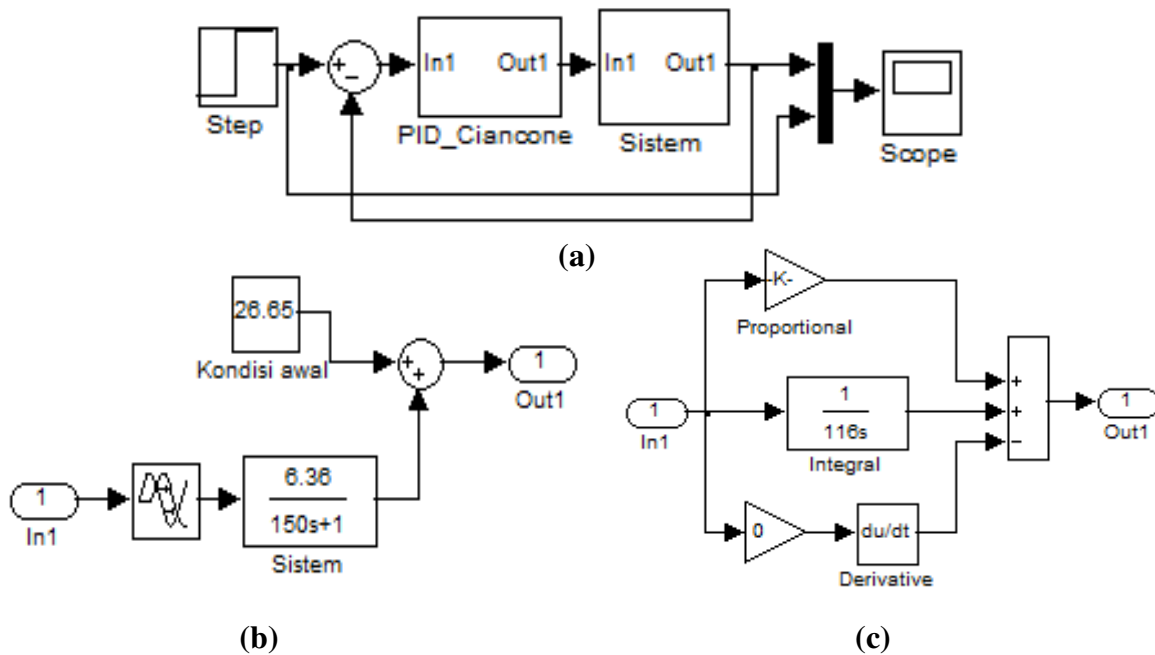 In1 Out1
In1 Out1
Step
PID_Ciancone
Sistem
Scope
(a)
26.65
Kondisi awal
1
Out1
1
In1
6.36
150s+1
Sistem
(b)
-K-
Proportional
1
In1
1
116s
Integral
1
Out1
0
du/dt
Derivative
(c)